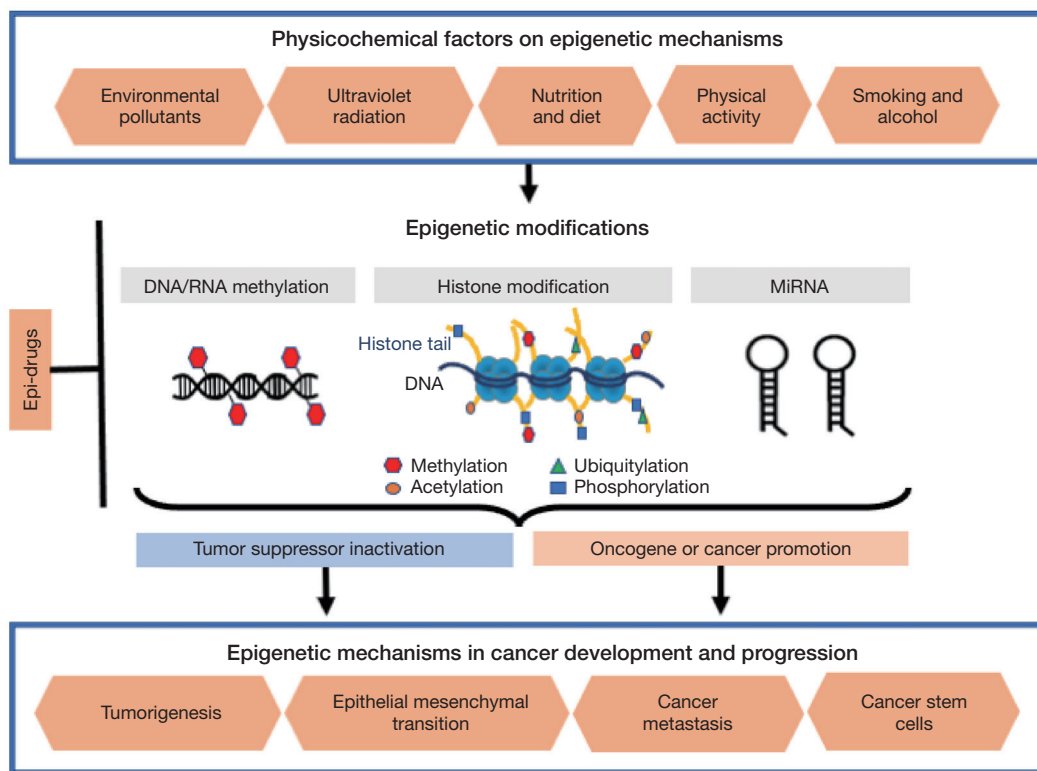 Physicochemical factors on epigenetic mechanisms
Environmental
pollutants
Ultraviolet
radiation
Nutrition
and diet
Physical
activity
Smoking and
alcohol
Epigenetic modifications
Epi-drugs
DNA/RNA methylation
Histone modification
MiRNA
Histone tail
DNA
Methylation
Ubiquitylation
Acetylation
Phosphorylation
Tumor suppressor inactivation
Oncogene or cancer promotion
Epigenetic mechanisms in cancer development and progression
Tumorigenesis
Epithelial mesenchymal
transition
Cancer
metastasis
Cancer stem
cells